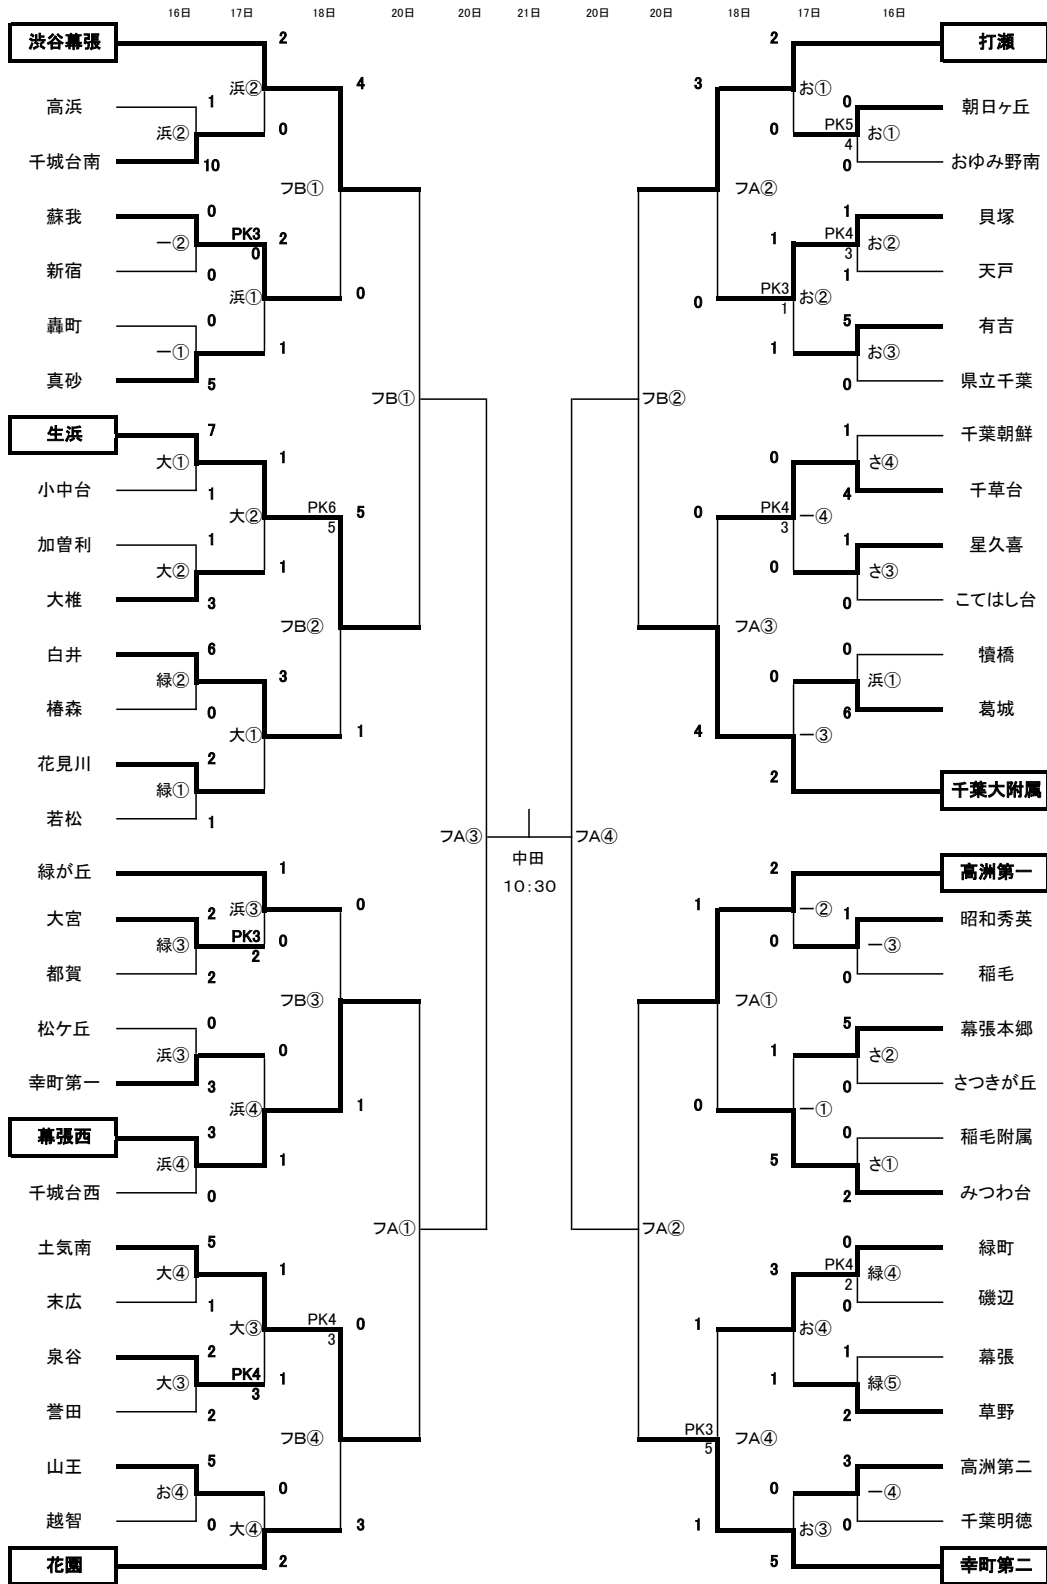 16日 17日 18日 20日 20日 21日 20日 20日 18日 17日 16日
渋谷幕張 2
浜② 4
高浜 1
浜② 0
千城台南 10
フB①
蘇我 0
一② PK3 2
0
新宿 0
浜① 0
轟町 0
一① 1
真砂 5
フB①
生浜 7
大① 1
小中台 1
大② PK6 5
5
加曽利 1
大② 1
大椎 3
フB②
白井 6
緑② 3
椿森 0
大① 1
花見川 2
緑①
若松 1
フA③
緑が丘 1
浜③ 0
大宮 2
緑③ PK3 0
2
都賀 2
フB③
松ケ丘 0
浜③ 0
幸町第一 3
浜④ 1
幕張西 3
浜④ 1
千城台西 0
フA①
土気南 5
大④ 1
末広 1
大③ PK4 0
3
泉谷 2
大③ PK4 1
3
誉田 2
フB④
山王 5
お④ 0
越智 0
大④ 3
花園 2
中田
10:30
2 打瀬
3 お①
0 朝日ヶ丘
0 PK5 お①
4
0 おゆみ野南
フA②
1 貝塚
1 PK4 お②
3
1 天戸
0 PK3 お②
1
5 有吉
1 お③
0 県立千葉
フB②
1 千葉朝鮮
0 さ④
4 千草台
0 PK4 一④
3
1 星久喜
0 さ③
0 こてはし台
フA③
0 犢橋
0 浜①
6 葛城
4 一③
2 千葉大附属
フA④
2 高洲第一
1 一②
1 昭和秀英
0 一③
0 稲毛
フA①
5 幕張本郷
1 さ②
0 さつきが丘
0 一①
0 稲毛附属
5 さ①
2 みつわ台
フA②
0 緑町
3 PK4 緑④
2
0 磯辺
1 お④
1 幕張
1 緑⑤
2 草野
PK3 フA④
5
3 高洲第二
0 一④
0 千葉明徳
1 お③
5 幸町第二